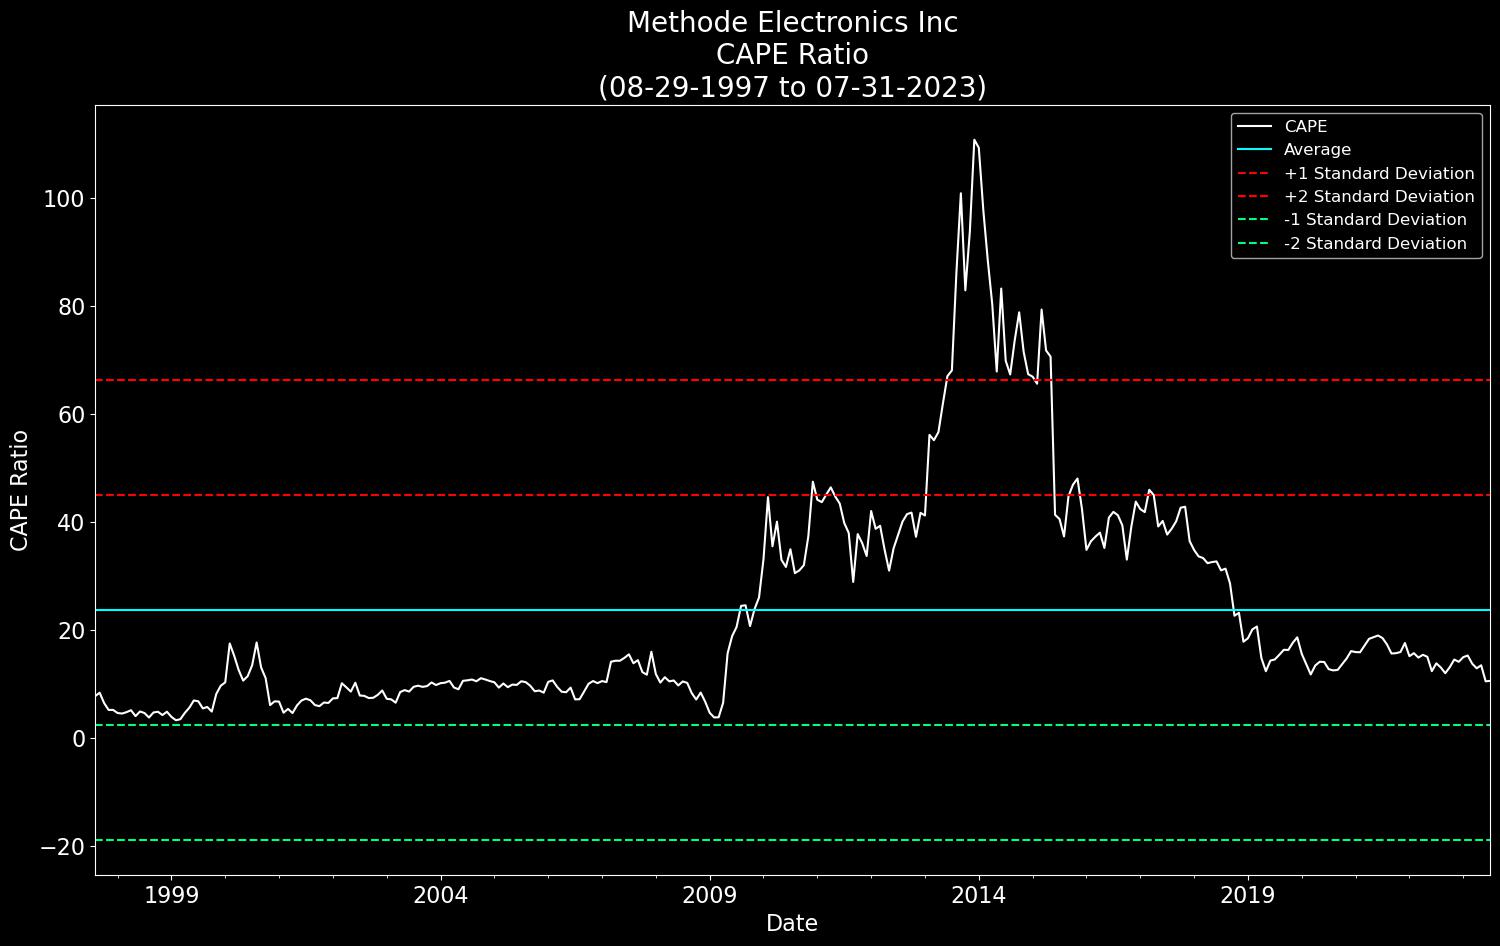 Methode Electronics Inc
CAPE Ratio
(08-29-1997 to 07-31-2023)
CAPE
Average
+1 Standard Deviation
+2 Standard Deviation
-1 Standard Deviation
-2 Standard Deviation
CAPE Ratio
100
80
60
40
20
0
−20
1999
2004
2009
2014
2019
Date